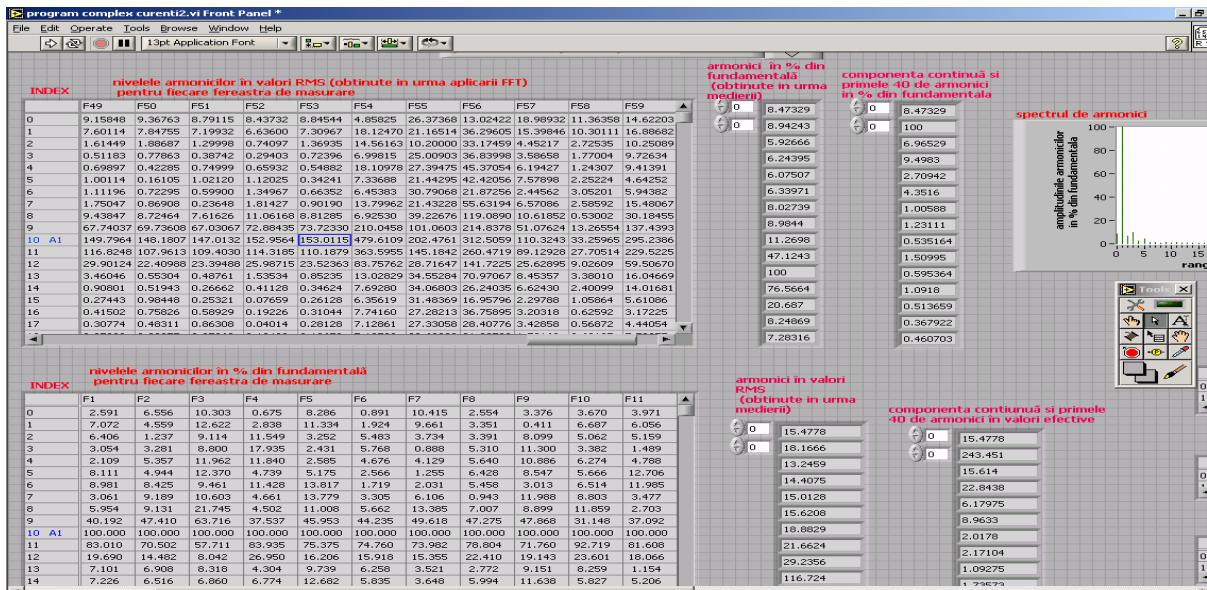 program complex curenti2.vi Front Panel *
File Edit Operate Tools Browse Window Help
13pt Application Font
nivelele armonicilor în valori RMS (obtinute in urma aplicarii FFT)
pentru fiecare fereastra de masurare
INDEX
F49 F50 F51 F52 F53 F54 F55 F56 F57 F58 F59
0 9.15848 9.36763 8.79115 8.43732 8.84544 4.85825 26.37368 13.02422 18.98932 11.36358 14.62203
1 7.60114 7.84755 7.19932 6.63600 7.30967 18.12470 21.16514 36.29605 15.39846 10.30111 16.88682
2 1.61449 1.88687 1.29998 0.74097 1.36935 14.56163 10.20000 33.17459 4.45217 2.72535 10.25089
3 0.51183 0.77863 0.38742 0.29403 0.72396 6.99815 25.00903 36.83998 3.58658 1.77004 9.72634
4 0.69897 0.42285 0.74999 0.65932 0.54882 18.10978 27.39475 45.37054 6.19427 1.24307 9.41391
5 1.00114 0.16105 1.02120 1.12025 0.34241 7.33688 21.44295 42.42056 7.57898 2.25224 4.64252
6 1.11196 0.72295 0.59900 1.34967 0.66352 6.45383 30.79068 21.87256 2.44562 3.05201 5.94382
7 1.75047 0.86908 0.23648 1.81427 0.90190 13.79962 21.43228 55.63194 6.57086 2.58592 15.48067
8 9.43847 8.72464 7.61626 11.06168 8.81285 6.92530 39.22676 119.0890 10.61852 0.53002 30.18455
9 67.74037 69.73608 67.03067 72.88435 73.72330 210.0458 101.0603 214.8378 51.07624 13.26554 137.4393
10 A1 149.7964 148.1807 147.0132 152.9564 153.0115 479.6109 202.4761 312.5059 110.3243 33.25965 295.2386
11 116.8248 107.9613 109.4030 114.3185 110.1879 363.5955 145.1842 260.4719 89.12928 27.70514 229.5225
12 29.90124 22.40988 23.39488 25.98715 23.52363 83.75762 28.71647 141.7225 25.62895 9.02609 59.50670
13 3.46046 0.55304 0.48761 1.53534 0.85235 13.02829 34.55284 70.97067 8.45357 3.38010 16.04669
14 0.90801 0.51943 0.26662 0.41128 0.34624 7.69280 34.06803 26.24035 6.62430 2.40099 14.01681
15 0.27443 0.98448 0.25321 0.07659 0.26128 6.35619 31.48369 16.95796 2.29788 1.05864 5.61086
16 0.41502 0.75826 0.58929 0.19226 0.31044 7.74160 27.28213 36.75895 3.20318 0.62592 3.17225
17 0.30774 0.48311 0.86308 0.04014 0.28128 7.12861 27.33058 28.40776 3.42858 0.56872 4.44054
armonici in % din
fundamentală
(obtinute in urma
medierii)
0
0
8.47329
8.94243
5.92666
6.24395
6.07507
6.33971
8.02739
8.9844
11.2698
47.1243
100
76.5664
20.687
8.24869
7.28316
componenta continuă si
primele 40 de armonici
in % din fundamentala
0
0
8.47329
100
6.96529
9.4983
2.70942
4.3516
1.00588
1.23111
0.535164
1.50995
0.595364
1.0918
0.513659
0.367922
0.460703
spectrul de armonici
amplitudinile armonicilor
in % din fundamentala
100
80
60
40
20
0
0 5 10 15
rang
Tools
nivelele armonicilor în % din fundamentală
pentru fiecare fereastra de masurare
INDEX
F1 F2 F3 F4 F5 F6 F7 F8 F9 F10 F11
0 2.591 6.556 10.303 0.675 8.286 0.891 10.415 2.554 3.376 3.670 3.971
1 7.072 4.559 12.622 2.838 11.334 1.924 9.661 3.351 0.411 6.687 6.056
2 6.406 1.237 9.114 11.549 3.252 5.483 3.734 3.391 8.099 5.062 5.159
3 3.054 3.281 8.800 17.935 2.431 5.768 0.888 5.310 11.300 3.382 1.489
4 2.109 5.357 11.962 11.840 2.585 4.676 4.129 5.640 10.886 6.274 4.788
5 8.111 4.944 12.370 4.739 5.175 2.566 1.255 6.428 8.547 5.666 12.706
6 8.981 8.425 9.461 11.428 13.817 1.719 2.031 5.458 3.013 6.514 11.985
7 3.061 9.189 10.603 4.661 13.779 3.305 6.106 0.943 11.988 8.803 3.477
8 5.954 9.131 21.745 4.502 11.008 5.662 13.385 7.007 8.899 11.859 2.703
9 40.192 47.410 63.716 37.537 45.953 44.235 49.618 47.275 47.868 31.148 37.092
10 A1 100.000 100.000 100.000 100.000 100.000 100.000 100.000 100.000 100.000 100.000 100.000
11 83.010 70.502 57.711 83.935 75.375 74.760 73.982 78.804 71.760 92.719 81.608
12 19.690 14.482 8.042 26.950 16.206 15.918 15.355 22.410 19.143 23.601 18.066
13 7.101 6.908 8.318 4.304 9.739 6.258 3.521 2.772 9.151 8.259 1.154
14 7.226 6.516 6.860 6.774 12.682 5.835 3.648 5.994 11.638 5.827 5.206
armonici in valori
RMS
(obtinute in urma
medierii)
0
0
15.4778
18.1666
13.2459
14.4075
15.0128
15.6208
18.8829
21.6624
29.2356
116.724
componenta contiunuă si primele
40 de armonici în valori efective
0
0
15.4778
243.451
15.614
22.8438
6.17975
8.9633
2.0178
2.17104
1.09275